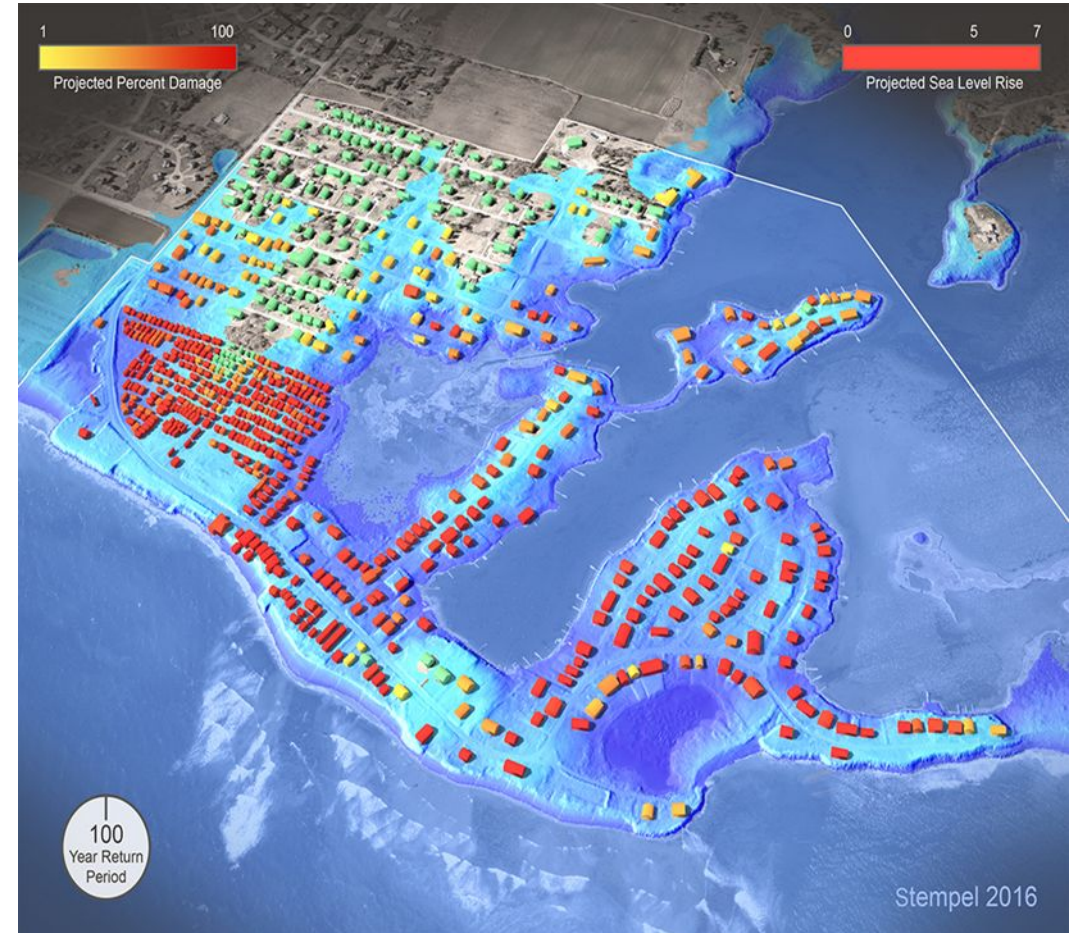 1 100
Projected Percent Damage
0 5 7
Projected Sea Level Rise
100
Year Return
Period
Stempel 2016